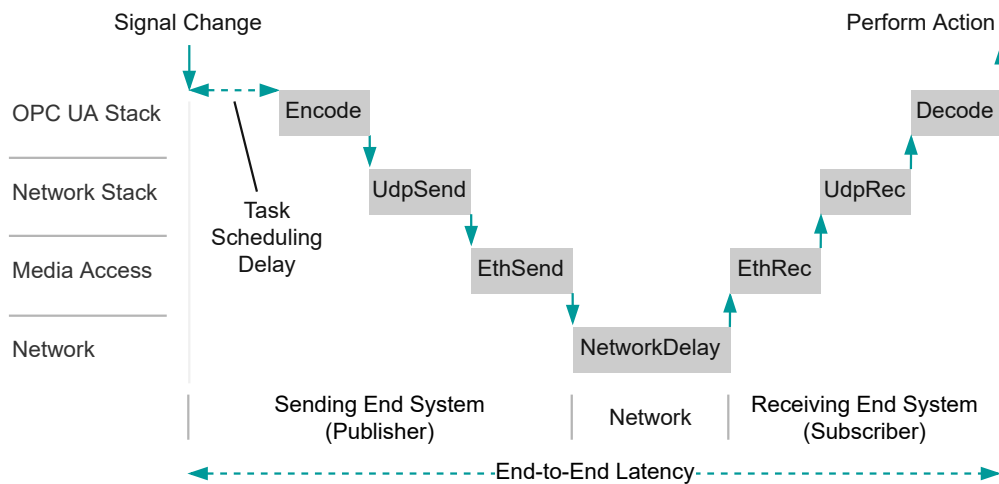 Signal Change
Perform Action
OPC UA Stack
Encode
Decode
Network Stack
UdpSend
UdpRec
Task
Scheduling
Delay
Media Access
EthSend
EthRec
Network
NetworkDelay
Sending End System
(Publisher)
Network
Receiving End System
(Subscriber)
End-to-End Latency